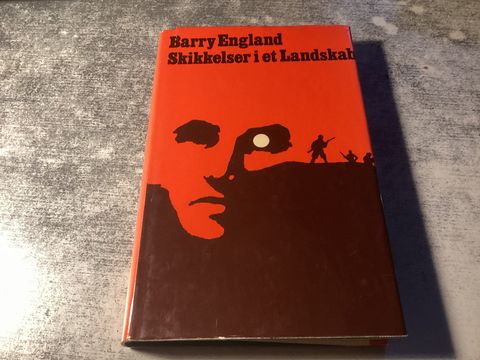 Barry England
Skikkelser i et Landskab